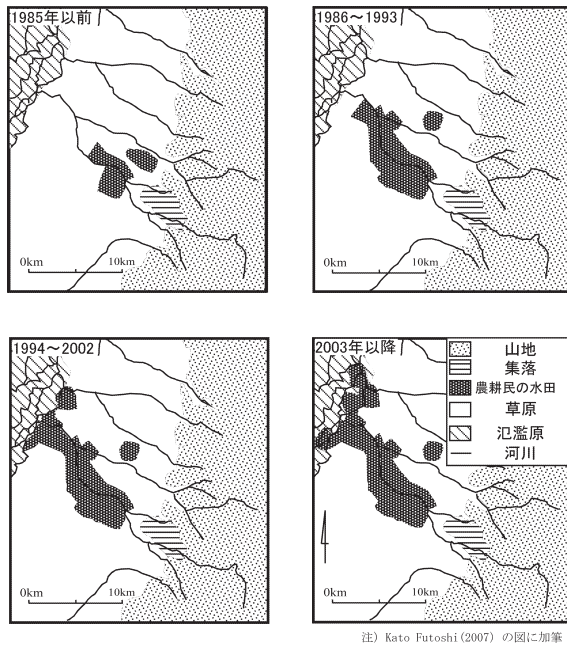 1985年以前
0km 10km
1986～1993
0km 10km
1994～2002
0km 10km
2003年以降
山地
集落
農耕民の水田
草原
氾濫原
河川
0km 10km
注) Kato Futoshi(2007) の図に加筆